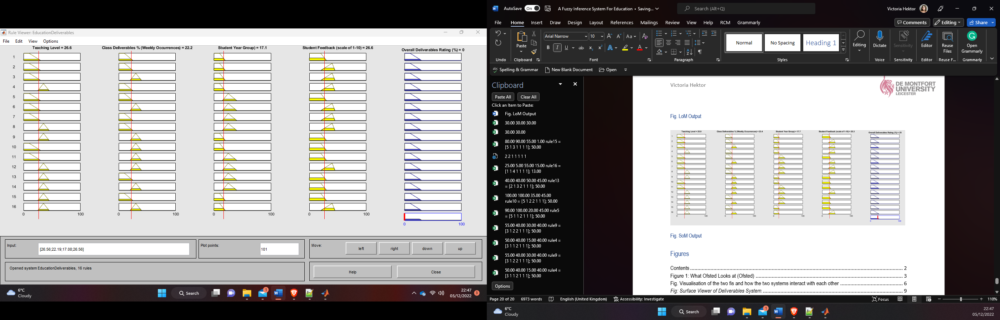 Rule Viewer: EducationDeliverables
File Edit View Options
Teaching Level = 26.6
Class Deliverables % (Weekly Occurrences) = 22.2
Student Year Group) = 17.1
Student Feedback (scale of 1-10) = 26.6
Overall Deliverables Rating (%) = 0
1
2
3
4
5
6
7
8
9
10
11
12
13
14
15
16
0 100
0 100
0 100
0 100
0 100
Input:
[26.56;22.19;17.08;26.56]
Plot points:
101
Move:
left
right
down
up
Opened system EducationDeliverables, 16 rules
Help
Close
6°C
Cloudy
Search
1
22:47
05/12/2022
3
AutoSave On
A Fuzzy Inference System For Education • Saving...
Search (Alt+Q)
Victoria Hektor
File Home Insert Draw Design Layout References Mailings Review View Help RCM Grammarly
Comments
Editing
Share
Undo
Paste
Clipboard
Arial Narrow
10
Font
Paragraph
Normal
No Spacing
Heading 1
Styles
Editing
Dictate
Voice
Sensitivity
Sensitivity
Editor
Editor
Reuse
Files
Reuse F...
Open
Grammarly
Grammarly
Spelling & Grammar
New Blank Document
Open
Clipboard
Paste All
Clear All
Click an Item to Paste:
Fig. LoM Output
30.00 30.00 30.00
30.00 30.00
80.00 90.00 55.00 1.00 rule15 =
[5 1 3 1 1 1 1]; 50.00
2 2 1 1 1 1 1
25.00 5.00 55.00 15.00 rule16 =
[1 1 4 1 1 1 1]; 13.00
40.00 40.00 50.00 45.00 rule13
= [2 1 3 2 1 1 1]; 50.00
100.00 100.00 35.00 45.00
rule10 = [5 1 2 2 1 1 1]; 50.00
90.00 100.00 20.00 45.00 rule5
= [5 1 1 2 1 1 1]; 50.00
55.00 40.00 30.00 40.00 rule9 =
[3 1 2 2 1 1 1]; 50.00
50.00 40.00 15.00 40.00 rule4 =
[3 1 1 2 1 1 1]; 50.00
55.00 40.00 30.00 40.00 rule9 =
[3 1 2 2 1 1 1]; 50.00
50.00 40.00 15.00 40.00 rule4 =
[3 1 1 2 1 1 1]; 50.00
Options
Victoria Hektor
DE MONTFORT
UNIVERSITY
LEICESTER
Fig. LoM Output
Teaching Level = 25.9
Class Deliverables % (Weekly Occurrences) = 23.4
Student Year Group) = 17.7
Student Feedback (scale of 1-10) = 25.3
Overall Deliverables Rating (%) = 25
Fig. SoM Output
Figures
Contents 2
Figure 1: What Ofsted Looks at (Ofsted) 3
Fig. Visualisation of the two fis and how the two systems interact with each other 6
Fig: Surface Viewer of Deliverables System. 9
Page 20 of 20
6973 words
English (United Kingdom)
Accessibility: Investigate
Focus
110%
6°C
Cloudy
Search
1
22:47
05/12/2022